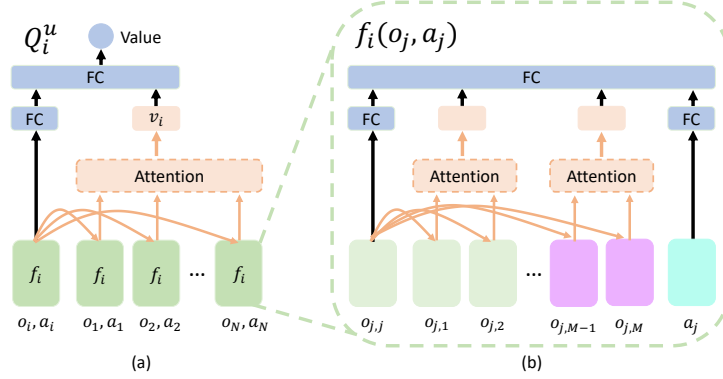 Q_i^u
Value
FC
FC
v_i
Attention
f_i
f_i
f_i
...
f_i
o_i, a_i
o_1, a_1
o_2, a_2
o_N, a_N
(a)
f_i(o_j, a_j)
FC
FC
FC
Attention
Attention
...
o_{j,j}
o_{j,1}
o_{j,2}
o_{j,M-1}
o_{j,M}
a_j
(b)